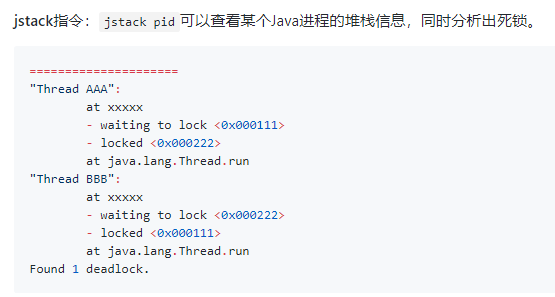 jstack指令：jstack pid可以查看某个Java进程的堆栈信息，同时分析出死锁。
=====================
"Thread AAA":
        at xxxxx
        - waiting to lock <0x000111>
        - locked <0x000222>
        at java.lang.Thread.run
"Thread BBB":
        at xxxxx
        - waiting to lock <0x000222>
        - locked <0x000111>
        at java.lang.Thread.run
Found 1 deadlock.